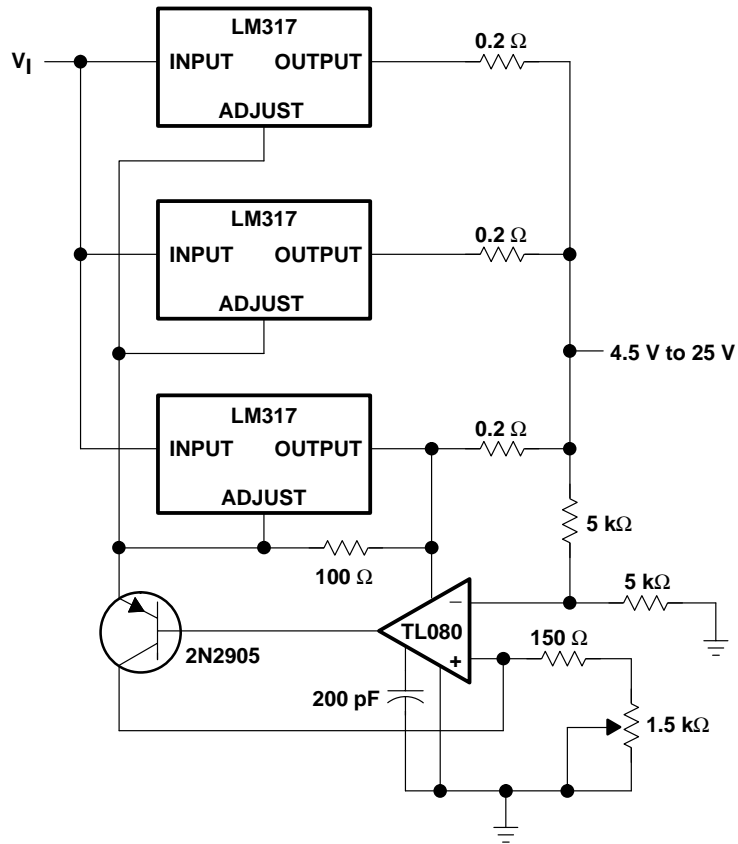 LM317
0.2 Ω
VI
INPUT OUTPUT
ADJUST
LM317
0.2 Ω
INPUT OUTPUT
ADJUST
4.5 V to 25 V
LM317
0.2 Ω
INPUT OUTPUT
ADJUST
5 kΩ
100 Ω
5 kΩ
−
TL080
150 Ω
2N2905
+
200 pF
1.5 kΩ